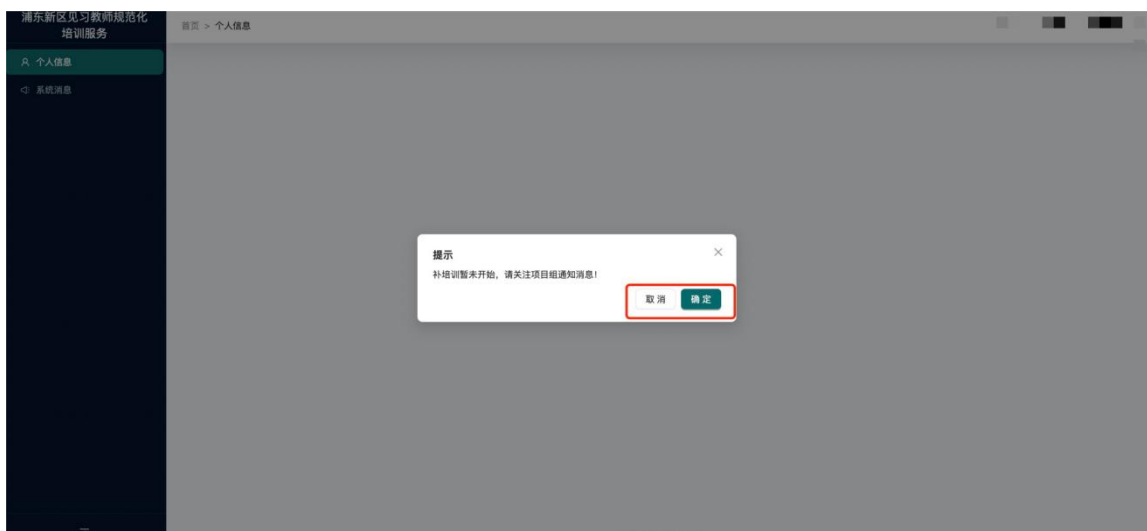 浦东新区见习教师规范化
培训服务
首页 > 个人信息
个人信息
系统消息
提示
补培训暂未开始，请关注项目组通知消息！
取 消
确 定